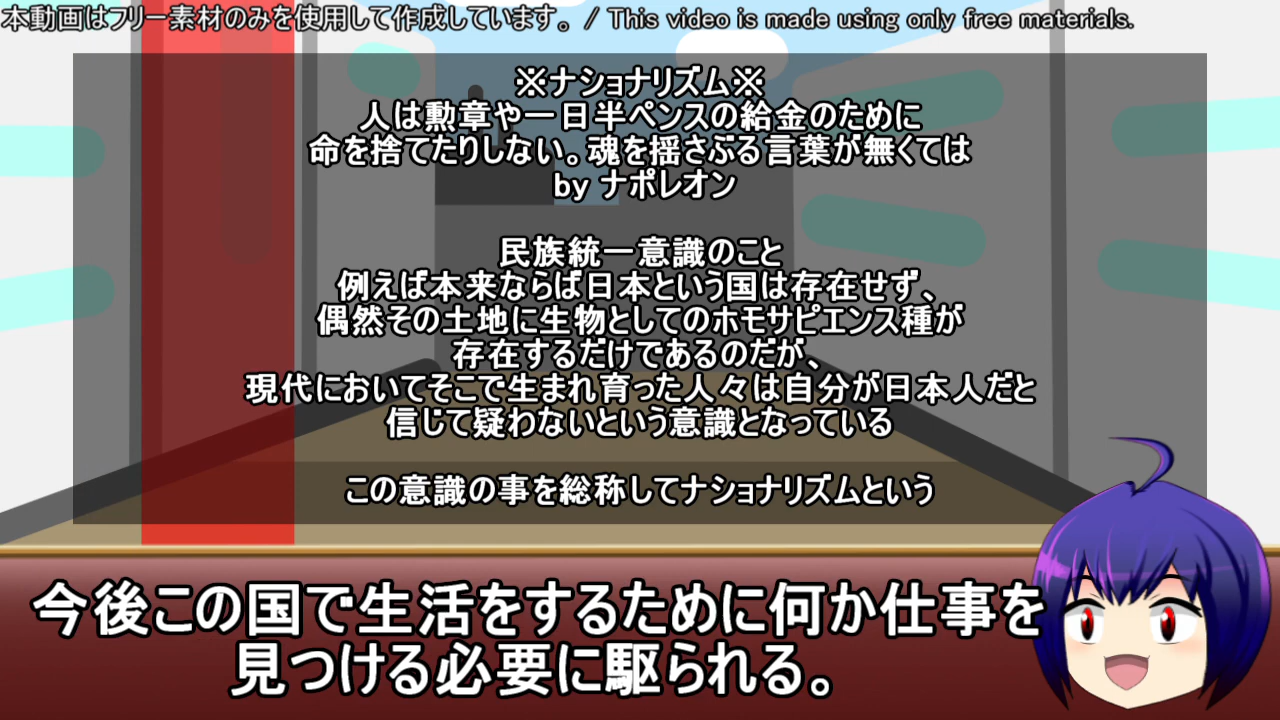 本動画はフリー素材のみを使用して作成しています。/ This video is made using only free materials.
※ナショナリズム※
人は勲章や一日半ペンスの給金のために
命を捨てたりしない。魂を揺さぶる言葉が無くては
by ナポレオン
民族統一意識のこと
例えば本来ならば日本という国は存在せず、
偶然その土地に生物としてのホモサピエンス種が
存在するだけであるのだが、
現代においてそこで生まれ育った人々は自分が日本人だと
信じて疑わないという意識となっている
この意識の事を総称してナショナリズムという
今後この国で生活をするために何か仕事を
見つける必要に駆られる。